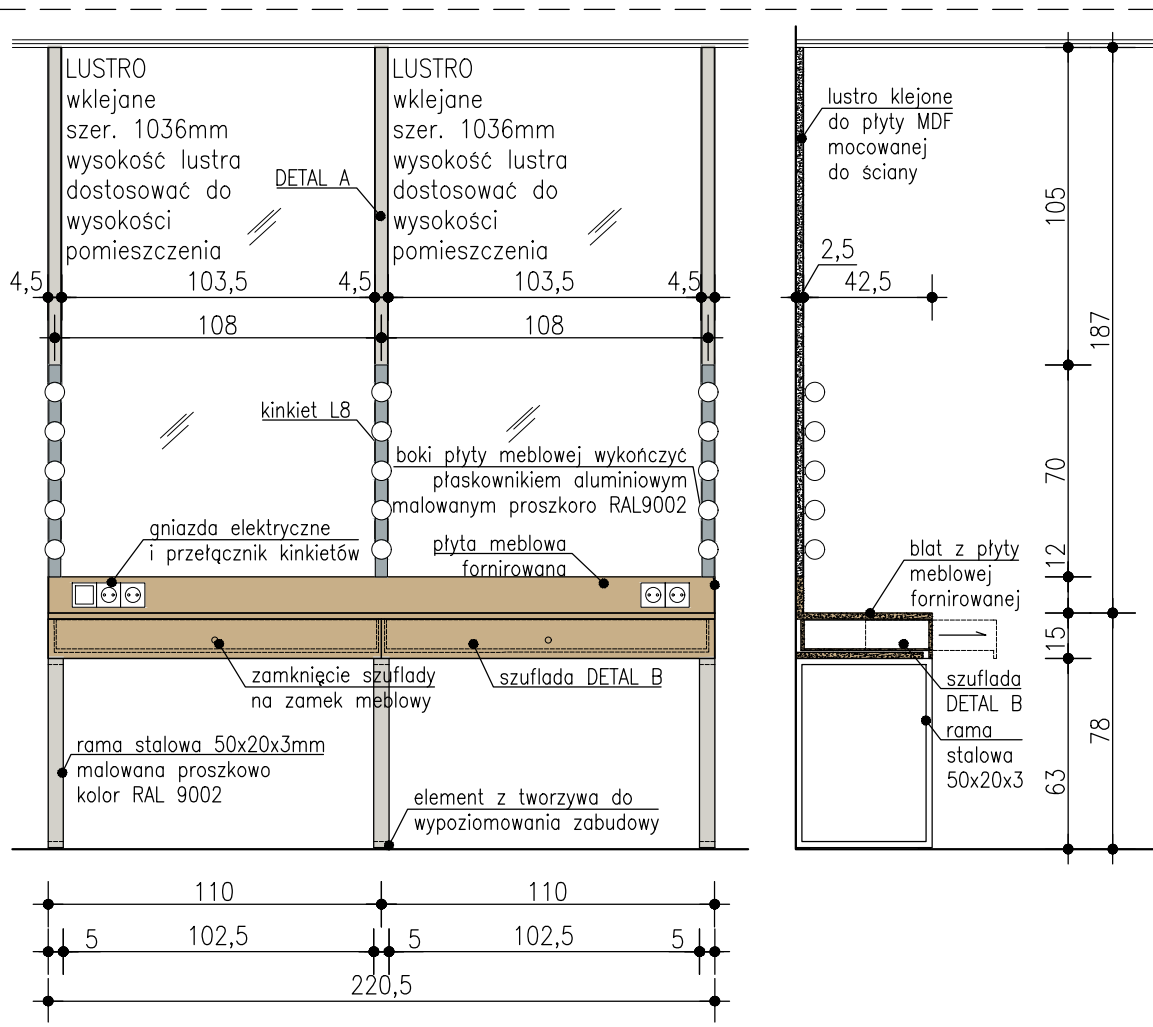 LUSTRO
wklejane
szer. 1036mm
wysokość lustra
dostosować do
wysokości
pomieszczenia
LUSTRO
wklejane
szer. 1036mm
wysokość lustra
dostosować do
wysokości
pomieszczenia
DETAL A
4,5
103,5
4,5
103,5
4,5
108
108
kinkiet L8
boki płyty meblowej wykończyć
płaskownikiem aluminiowym
malowanym proszkoro RAL9002
gniazda elektryczne
i przełącznik kinkietów
płyta meblowa
fornirowana
zamknięcie szuflady
na zamek meblowy
szuflada DETAL B
rama stalowa 50x20x3mm
malowana proszkowo
kolor RAL 9002
element z tworzywa do
wypoziomowania zabudowy
110
110
5
102,5
5
102,5
5
220,5
lustro klejone
do płyty MDF
mocowanej
do ściany
2,5
42,5
105
187
70
12
blat z płyty
meblowej
fornirowanej
15
szuflada
DETAL B
rama
stalowa
50x20x3
78
63